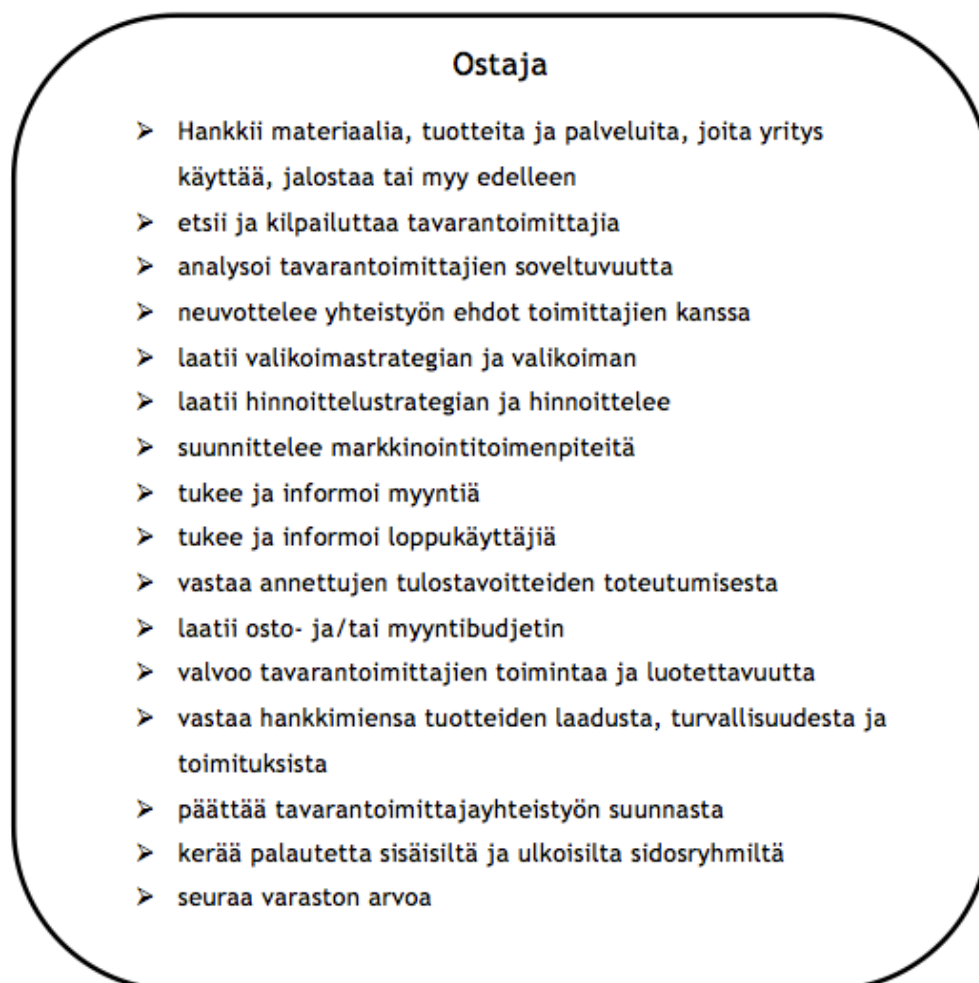 Ostaja
➢ Hankkii materiaalia, tuotteita ja palveluita, joita yritys
käyttää, jalostaa tai myy edelleen
➢ etsii ja kilpailuttaa tavarantoimittajia
➢ analysoi tavarantoimittajien soveltuvuutta
➢ neuvottelee yhteistyön ehdot toimittajien kanssa
➢ laatii valikoimastrategian ja valikoiman
➢ laatii hinnoittelustrategian ja hinnoittelee
➢ suunnittelee markkinointitoimenpiteitä
➢ tukee ja informoi myyntiä
➢ tukee ja informoi loppukäyttäjiä
➢ vastaa annettujen tulostavoitteiden toteutumisesta
➢ laatii osto- ja/tai myyntibudjetin
➢ valvoo tavarantoimittajien toimintaa ja luotettavuutta
➢ vastaa hankkimiensa tuotteiden laadusta, turvallisuudesta ja
toimituksista
➢ päättää tavarantoimittajayhteistyön suunnasta
➢ kerää palautetta sisäisiltä ja ulkoisilta sidosryhmiltä
➢ seuraa varaston arvoa